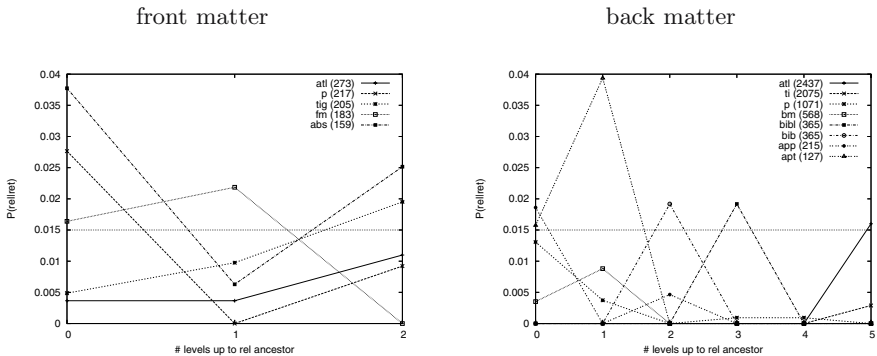 front matter
0.04
0.035
0.03
0.025
0.02
0.015
0.01
0.005
0
P(rel|ret)
atl (273)
p (217)
tig (205)
fm (183)
abs (159)
0 1 2
# levels up to rel ancestor
back matter
0.04
0.035
0.03
0.025
0.02
0.015
0.01
0.005
0
P(rel|ret)
atl (2437)
ti (2075)
p (1071)
bm (568)
bibl (365)
bib (365)
app (215)
apt (127)
0 1 2 3 4 5
# levels up to rel ancestor